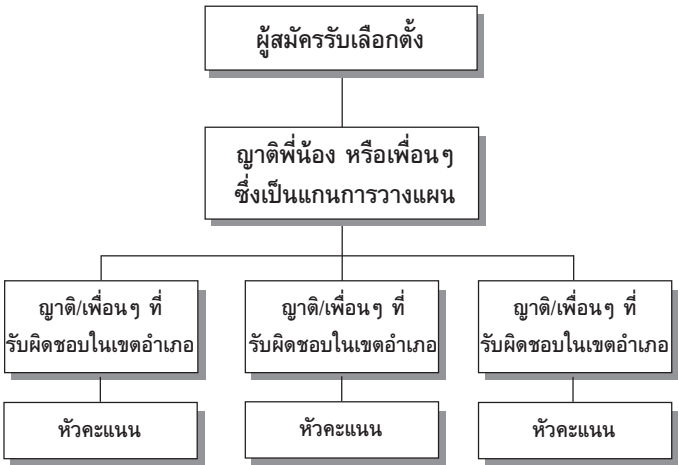 ผู้สมัครรับเลือกตั้ง
ญาติพี่น้อง หรือเพื่อนๆ
ซึ่งเป็นแกนการวางแผน
ญาติ/เพื่อนๆ ที่
รับผิดชอบในเขตอำเภอ
ญาติ/เพื่อนๆ ที่
รับผิดชอบในเขตอำเภอ
ญาติ/เพื่อนๆ ที่
รับผิดชอบในเขตอำเภอ
หัวคะแนน
หัวคะแนน
หัวคะแนน